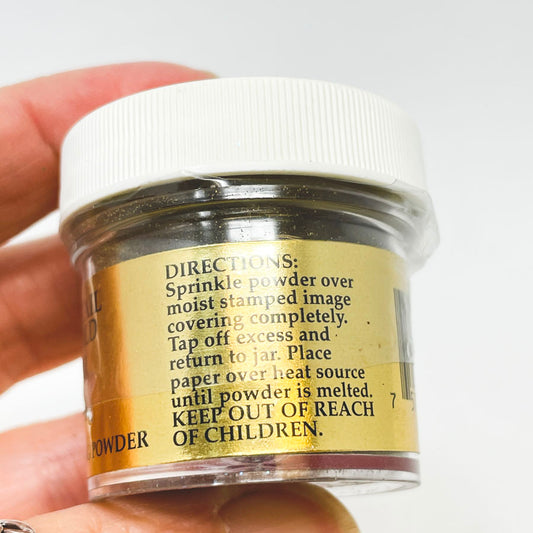 DIRECTIONS:
Sprinkle powder over
moist stamped image
covering completely.
Tap off excess and
return to jar. Place
paper over heat source
until powder is melted.
KEEP OUT OF REACH
OF CHILDREN.
POWDER
7